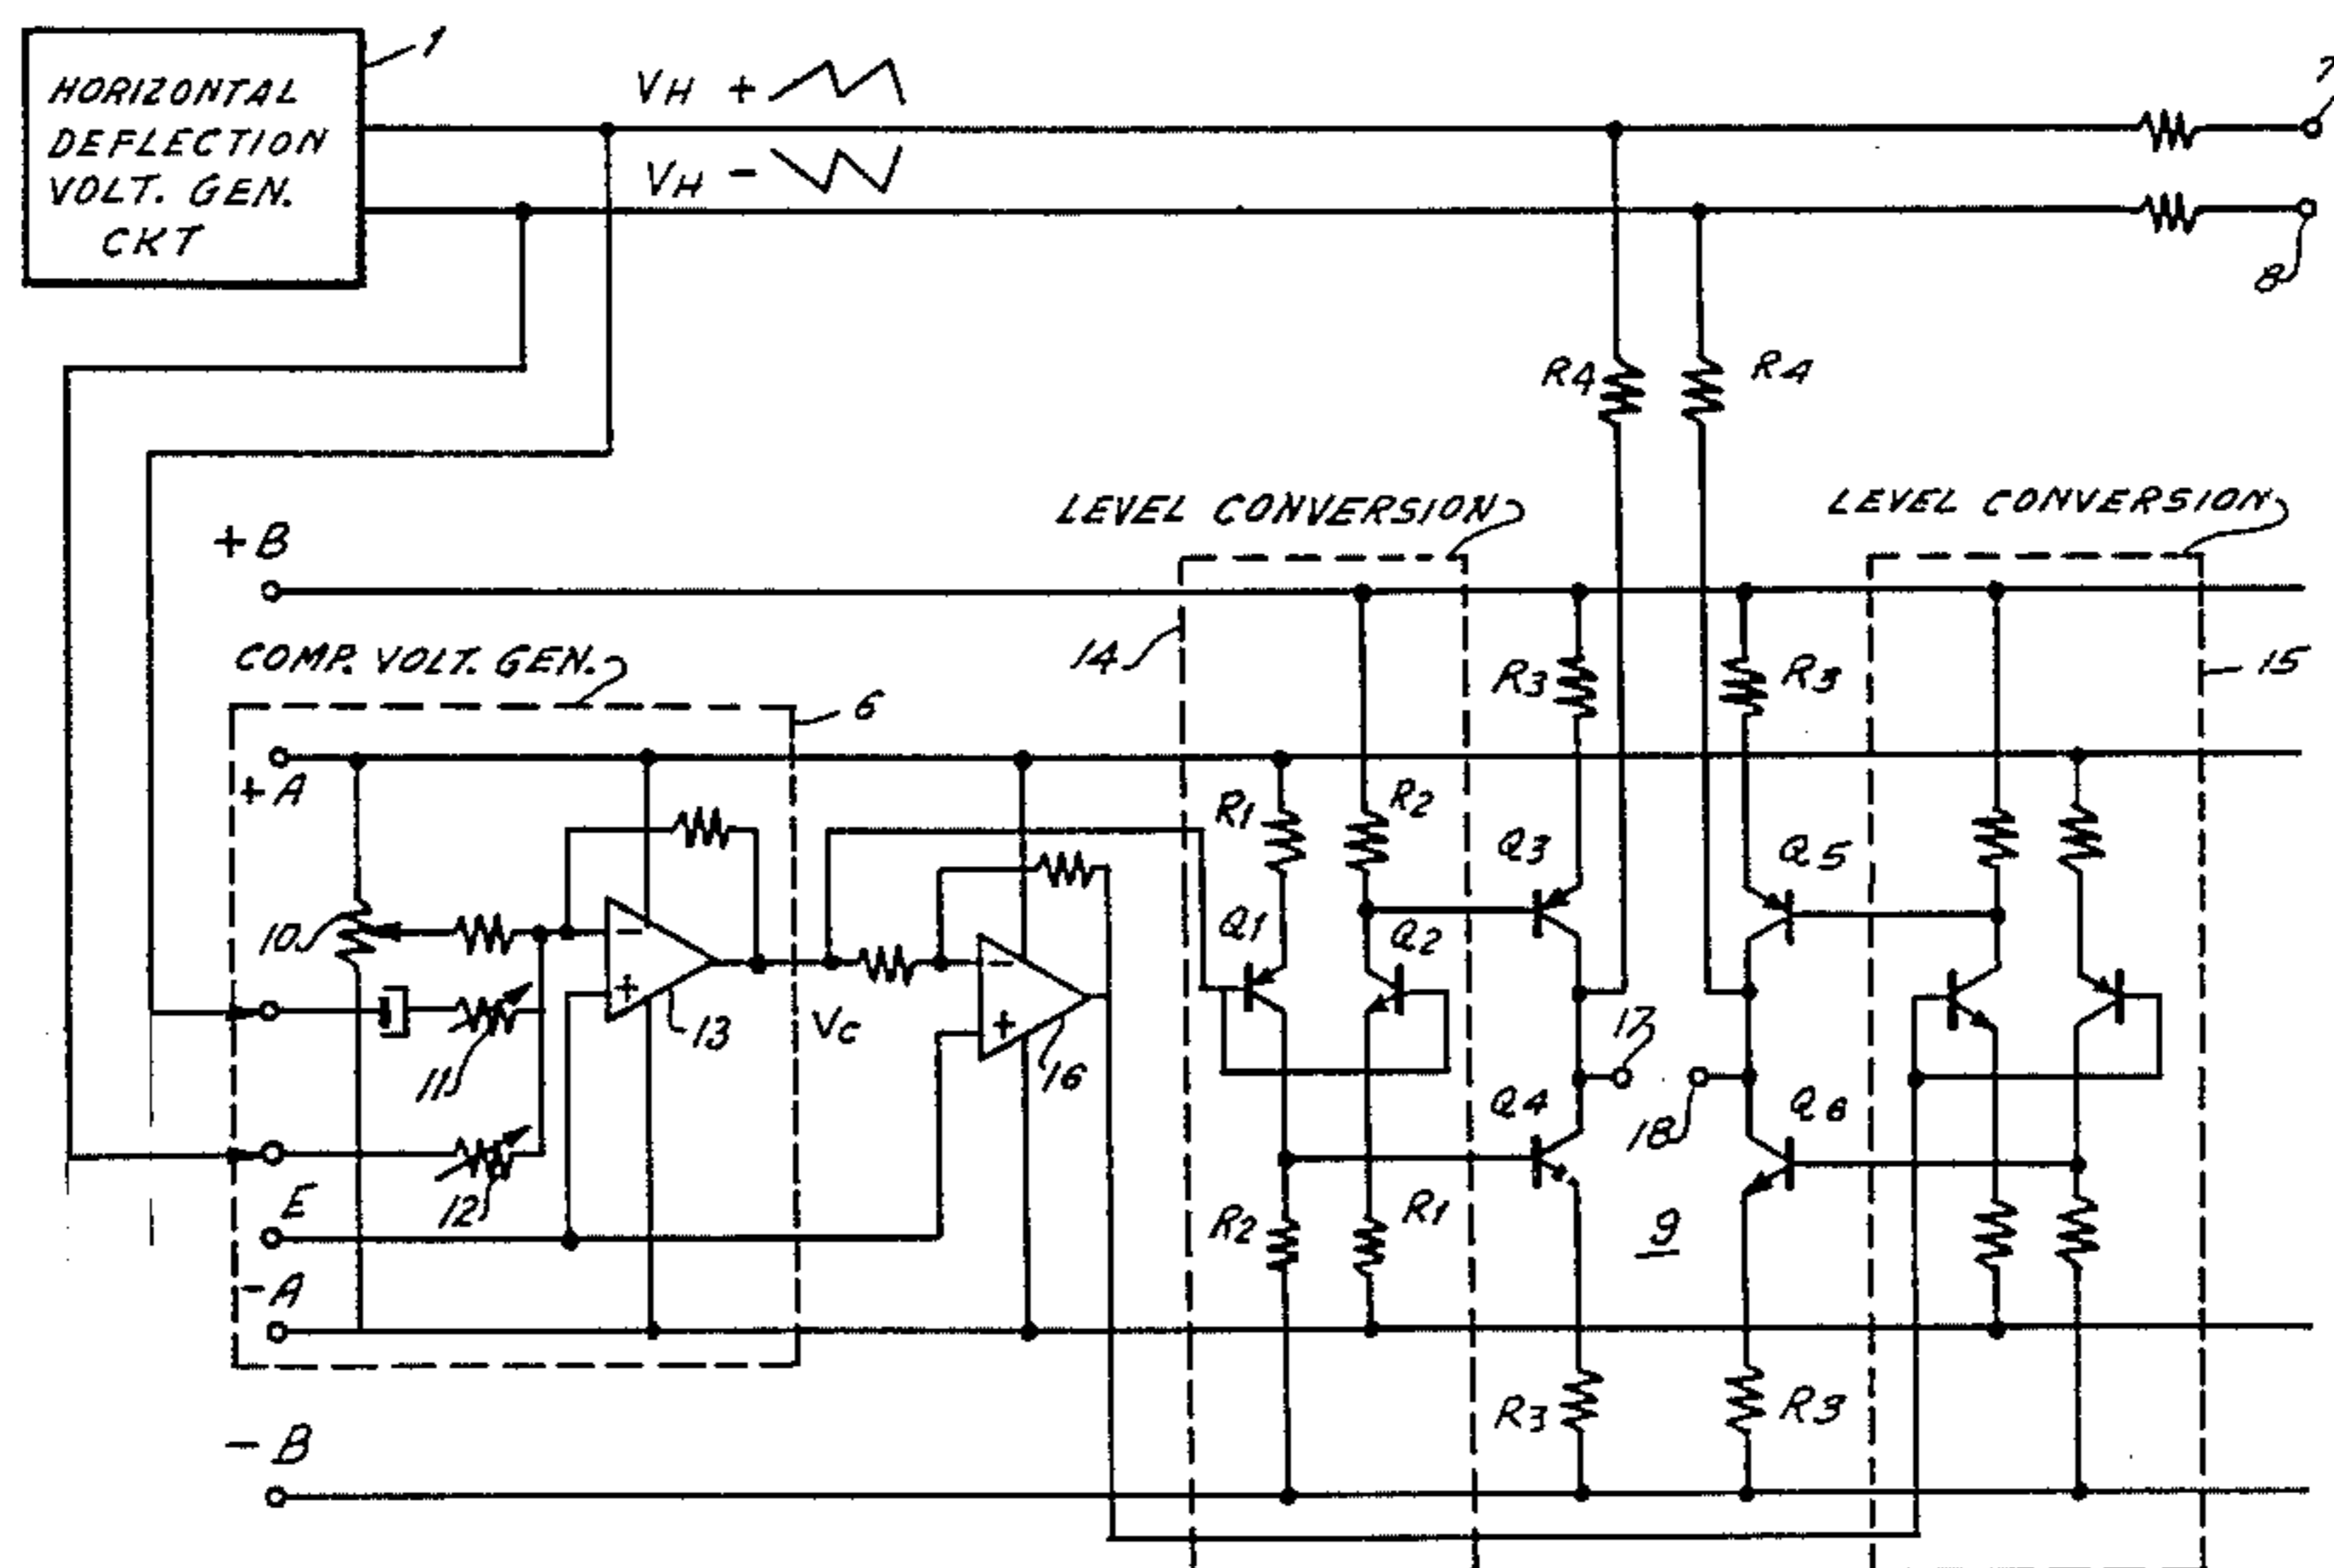 1
HORIZONTAL
DEFLECTION
VOLT. GEN.
CKT
VH +
VH -
7
8
R4
R4
LEVEL CONVERSION
LEVEL CONVERSION
+B
14
15
COMP. VOLT. GEN.
6
R3
R3
+A
R1
R2
Q3
Q5
10
Q1
Q2
-
+
13
VC
-
+
16
11
17
18
Q4
Q6
12
E
R2
R1
9
-A
R3
R3
-B